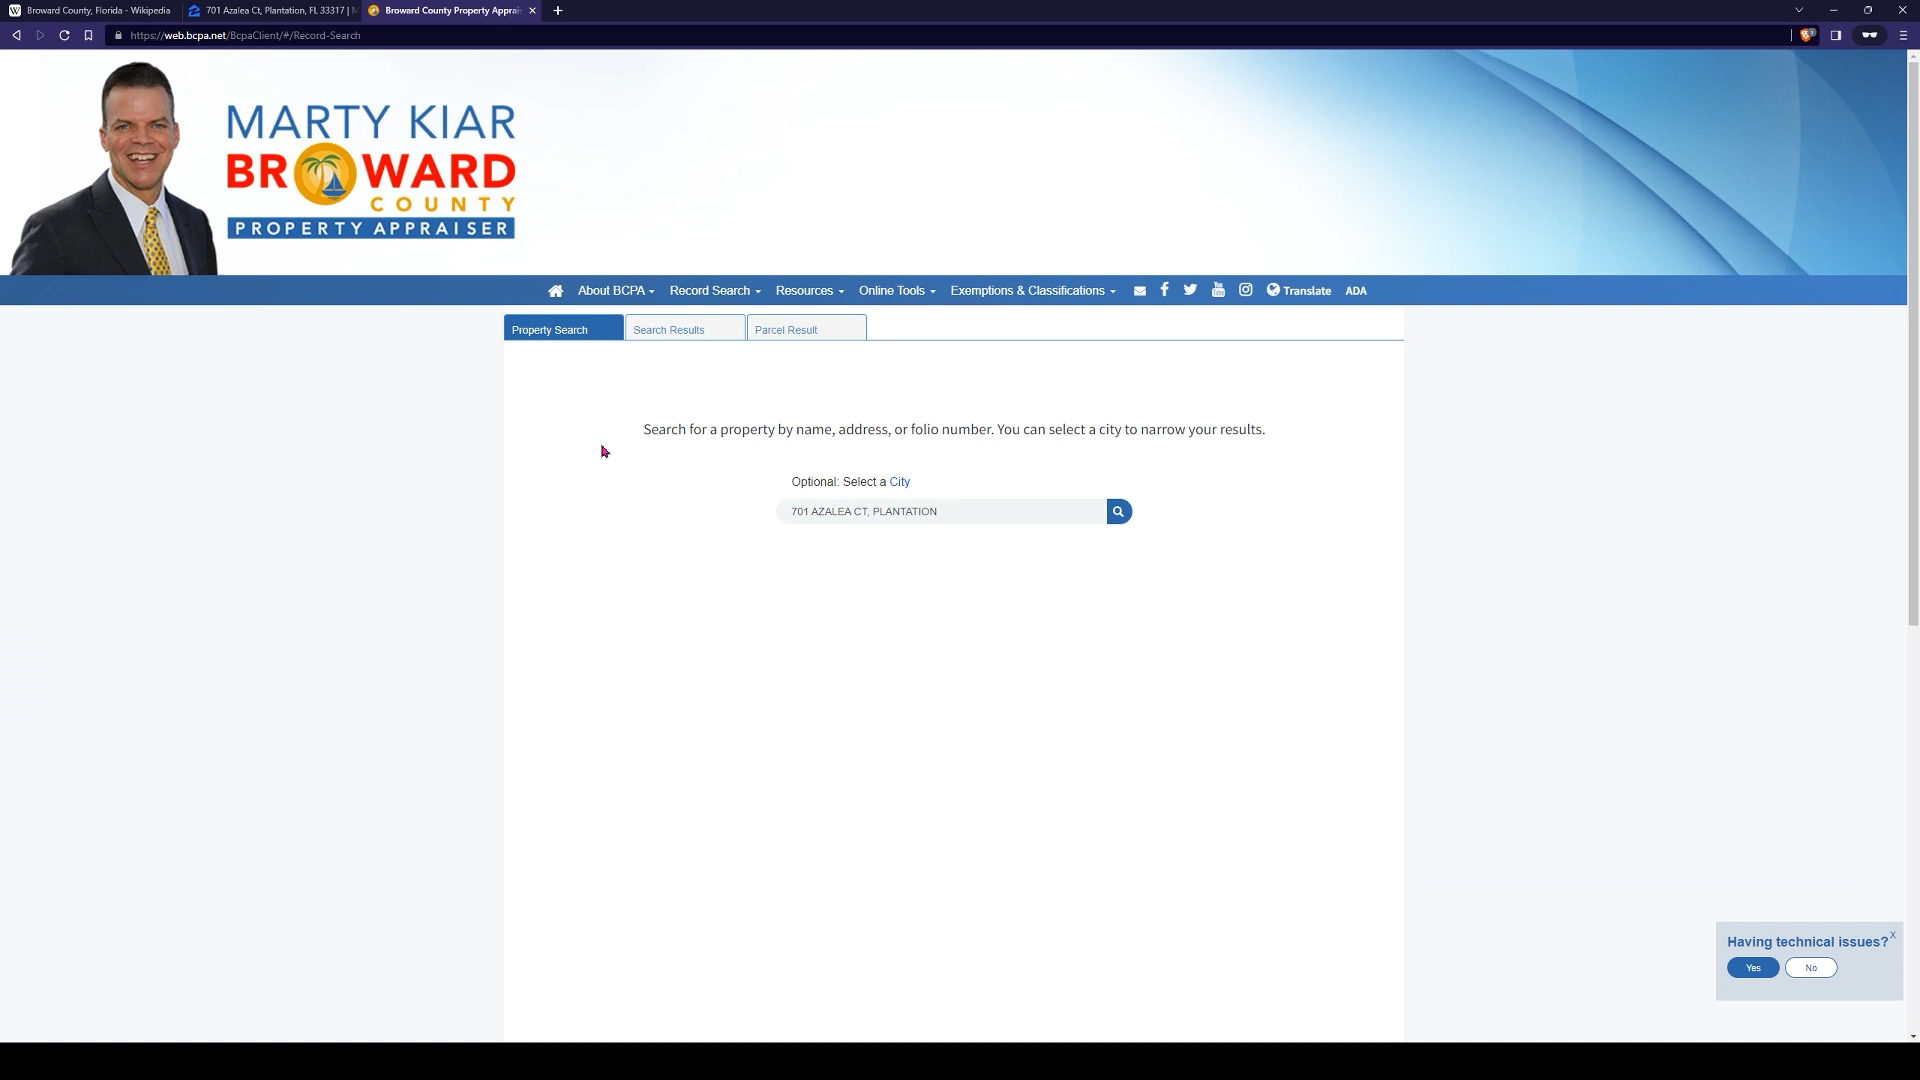 Broward County, Florida - Wikipedia
701 Azalea Ct, Plantation, FL 33317 |
Broward County Property Apprai
https://web.bcpa.net/BcpaClient/#/Record-Search
1
MARTY KIAR
BROWARD
COUNTY
PROPERTY APPRAISER
About BCPA
Record Search
Resources
Online Tools
Exemptions & Classifications
You Tube
Translate
ADA
Property Search
Search Results
Parcel Result
Search for a property by name, address, or folio number. You can select a city to narrow your results.
Optional: Select a City
701 AZALEA CT, PLANTATION
Having technical issues?
X
Yes
No